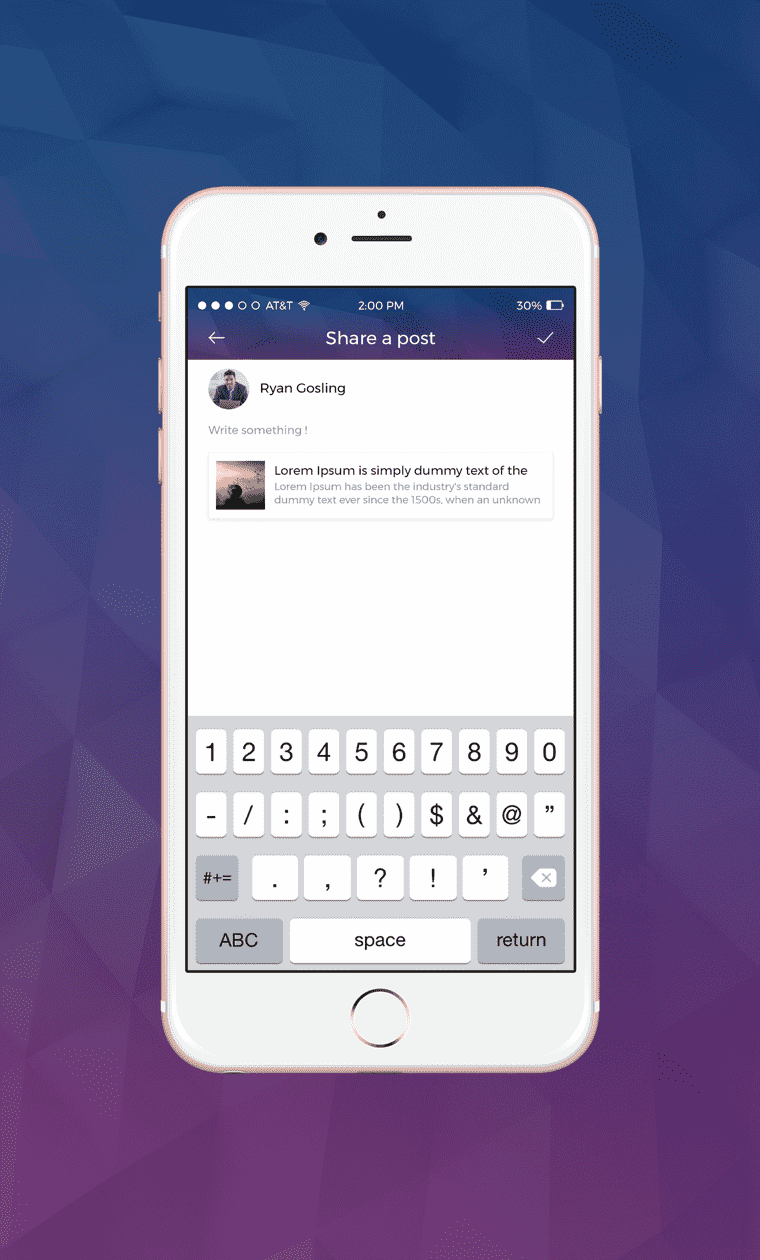 AT&T 2:00 PM 30%
Share a post
Ryan Gosling
Write something !
Lorem Ipsum is simply dummy text of the
Lorem Ipsum has been the industry's standard
dummy text ever since the 1500s, when an unknown
1 2 3 4 5 6 7 8 9 0
- / : ; ( ) $ & @ ”
#+= . , ? ! ’
ABC space return